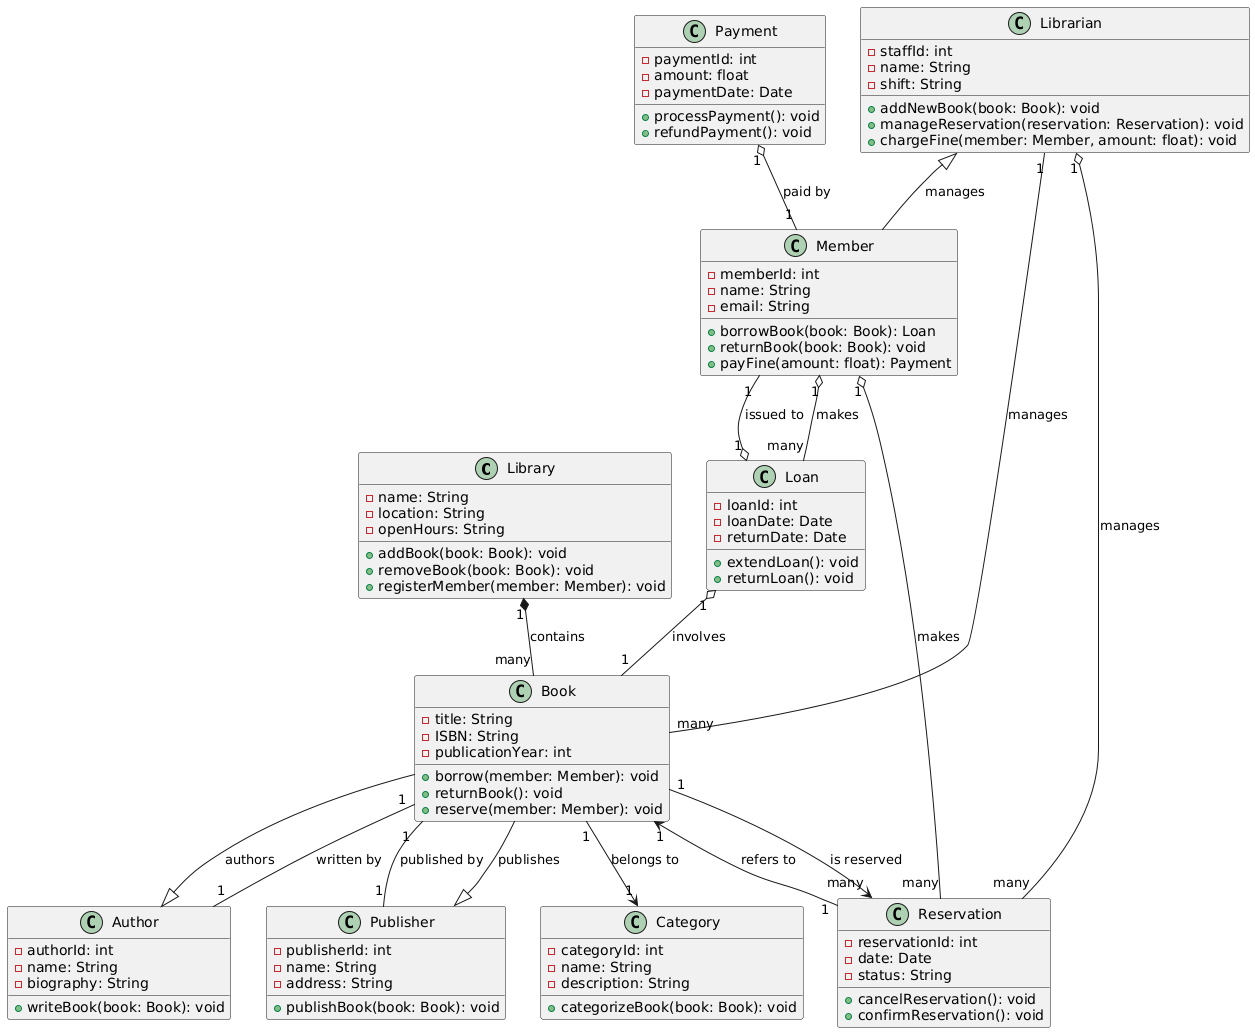 C Payment
paymentId: int
amount: float
paymentDate: Date
processPayment(): void
refundPayment(): void
C Librarian
staffId: int
name: String
shift: String
addNewBook(book: Book): void
manageReservation(reservation: Reservation): void
chargeFine(member: Member, amount: float): void
1
1
1
paid by
manages
1
C Member
memberId: int
name: String
email: String
borrowBook(book: Book): Loan
returnBook(book: Book): void
payFine(amount: float): Payment
1
1
1
issued to
makes
manages
1
many
C Library
name: String
location: String
openHours: String
addBook(book: Book): void
removeBook(book: Book): void
registerMember(member: Member): void
C Loan
loanId: int
loanDate: Date
returnDate: Date
extendLoan(): void
returnLoan(): void
manages
1
1
contains
involves
makes
many
1
C Book
title: String
ISBN: String
publicationYear: int
borrow(member: Member): void
returnBook(): void
reserve(member: Member): void
many
1
1
1
1
1
authors
written by
published by
publishes
belongs to
refers to
is reserved
1
1
1
many
many
many
1
C Author
authorId: int
name: String
biography: String
writeBook(book: Book): void
C Publisher
publisherId: int
name: String
address: String
publishBook(book: Book): void
C Category
categoryId: int
name: String
description: String
categorizeBook(book: Book): void
C Reservation
reservationId: int
date: Date
status: String
cancelReservation(): void
confirmReservation(): void